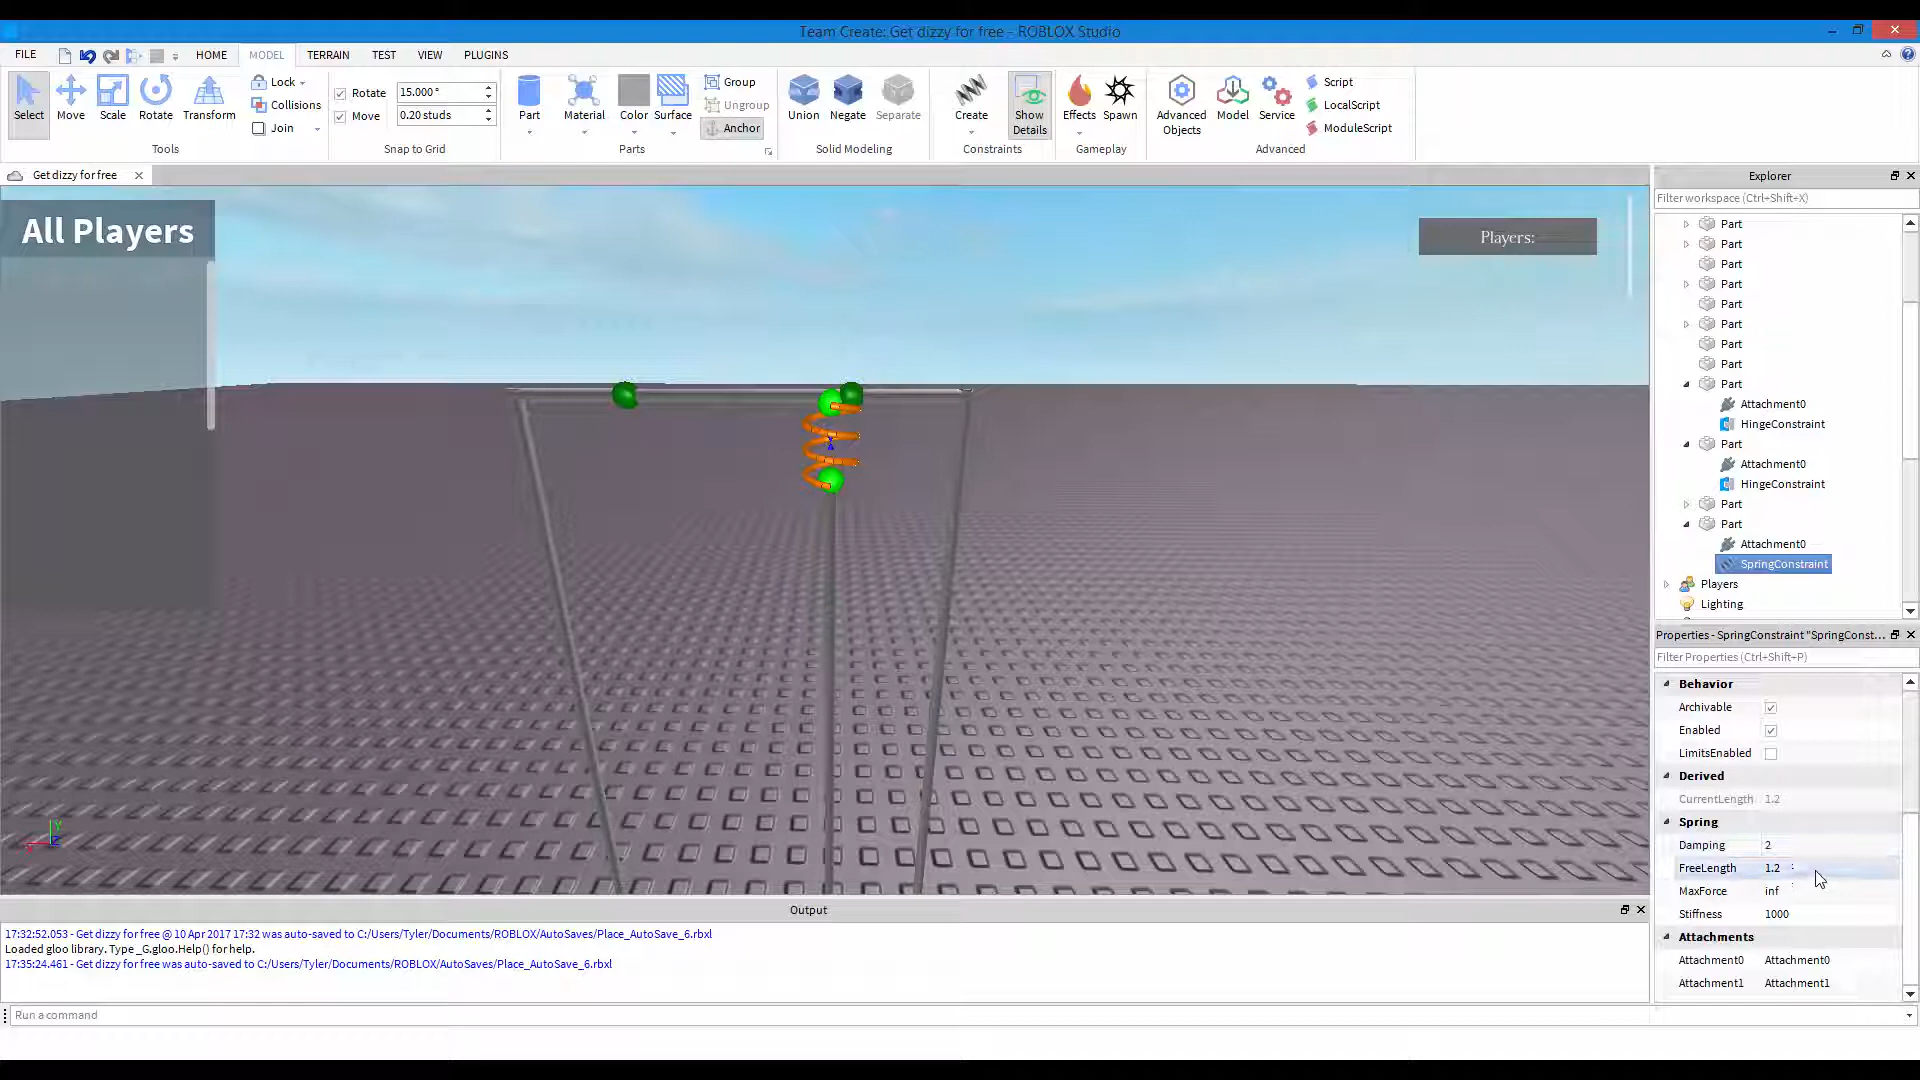 Team Create: Get dizzy for free - ROBLOX Studio
FILE HOME MODEL TERRAIN TEST VIEW PLUGINS
Select Move Scale Rotate Transform
Lock
Collisions
Join
Tools
Rotate 15.000 °
Move 0.20 studs
Snap to Grid
Part Material Color Surface
Group
Ungroup
Anchor
Parts
Union Negate Separate
Solid Modeling
Create Show Details
Constraints
Effects Spawn
Gameplay
Advanced Objects Model Service
Script
LocalScript
ModuleScript
Advanced
Get dizzy for free
All Players
Players:
Explorer
Filter workspace (Ctrl+Shift+X)
Part
Part
Part
Part
Part
Part
Part
Part
Part
Attachment0
HingeConstraint
Part
Attachment0
HingeConstraint
Part
Part
Attachment0
SpringConstraint
Players
Lighting
Properties - SpringConstraint "SpringConst...
Filter Properties (Ctrl+Shift+P)
Behavior
Archivable
Enabled
LimitsEnabled
Derived
CurrentLength 1.2
Spring
Damping 2
FreeLength 1.2
MaxForce inf
Stiffness 1000
Attachments
Attachment0 Attachment0
Attachment1 Attachment1
Y
Output
17:32:52.053 - Get dizzy for free @ 10 Apr 2017 17:32 was auto-saved to C:/Users/Tyler/Documents/ROBLOX/AutoSaves/Place_AutoSave_6.rbxl
Loaded gloo library. Type _G.gloo.Help() for help.
17:35:24.461 - Get dizzy for free was auto-saved to C:/Users/Tyler/Documents/ROBLOX/AutoSaves/Place_AutoSave_6.rbxl
Run a command